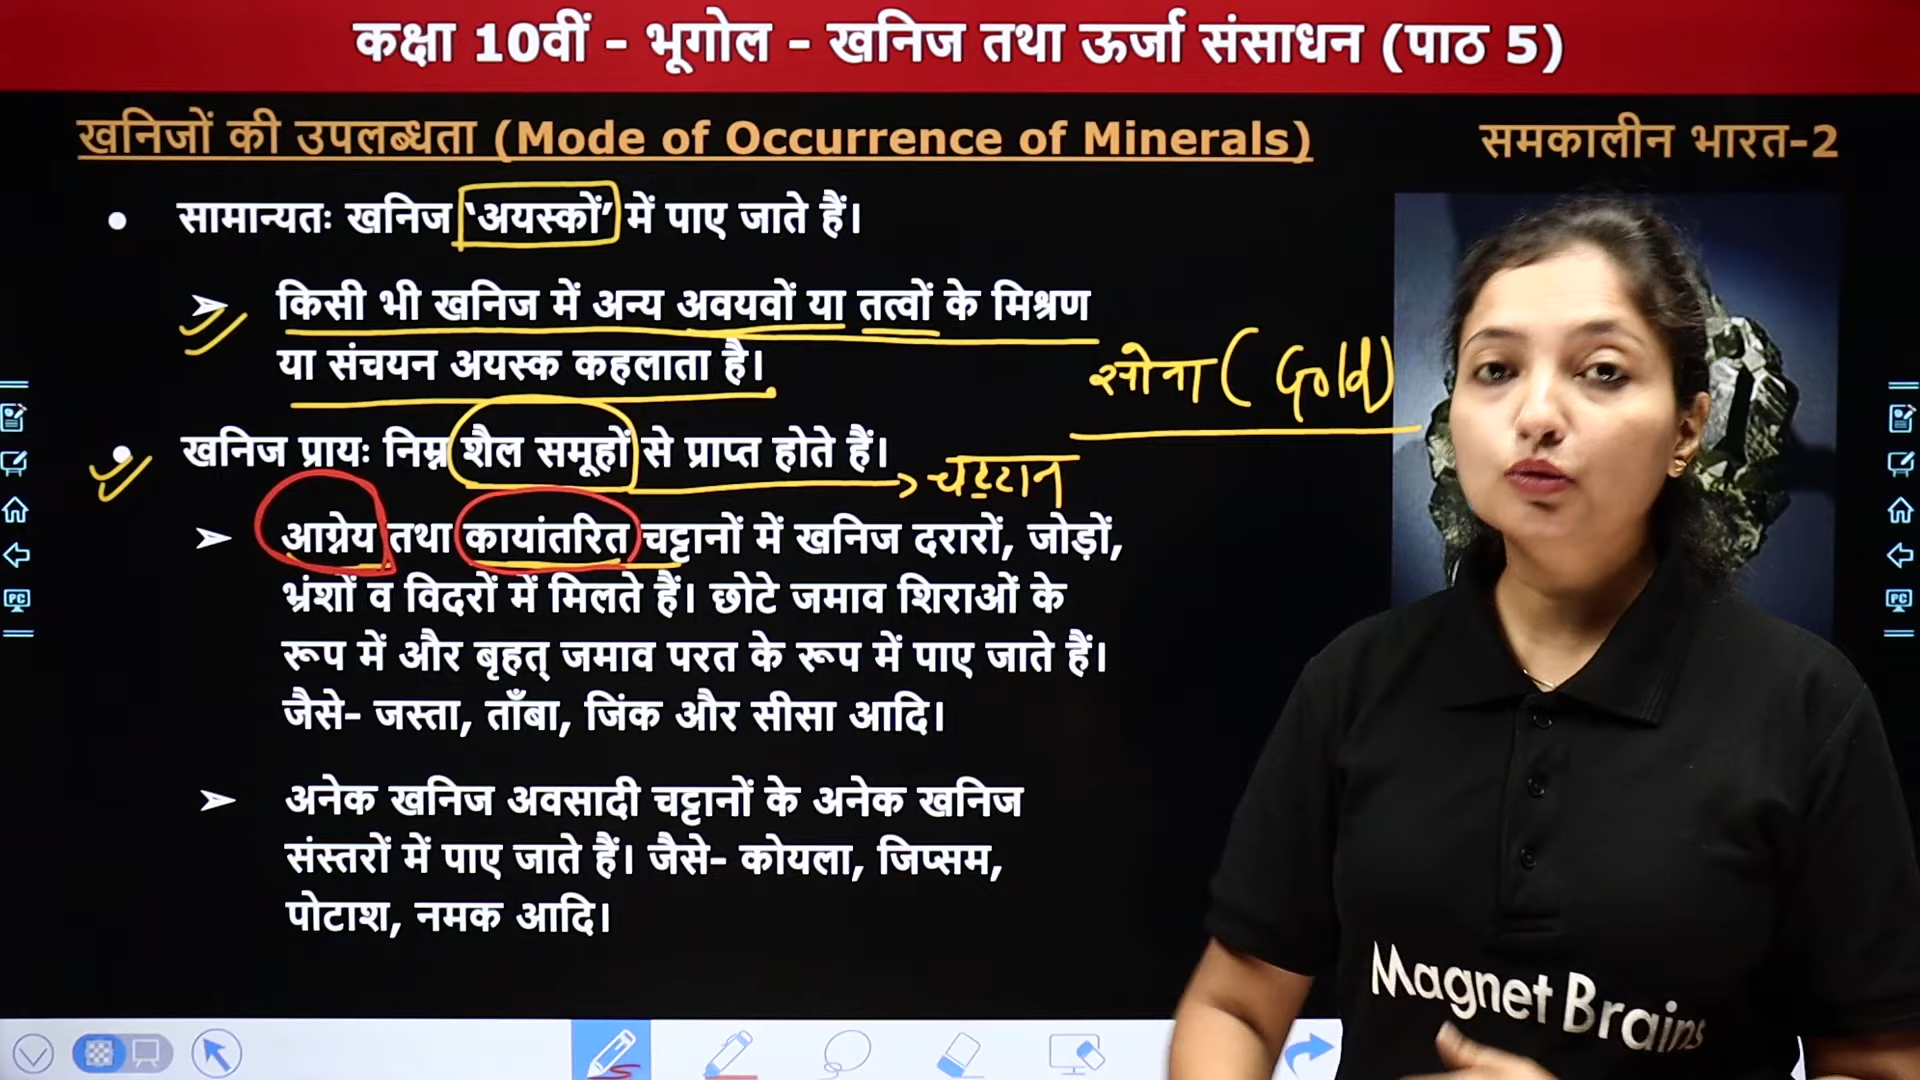 कक्षा 10वीं - भूगोल - खनिज तथा ऊर्जा संसाधन (पाठ 5)
खनिजों की उपलब्धता (Mode of Occurrence of Minerals)
समकालीन भारत-2
• सामान्यतः खनिज ‘अयस्कों’ में पाए जाते हैं।
➢ किसी भी खनिज में अन्य अवयवों या तत्वों के मिश्रण
या संचयन अयस्क कहलाता है।
सोना (Gold)
• खनिज प्रायः निम्न शैल समूहों से प्राप्त होते हैं।
चट्टान
➢ आग्नेय तथा कायांतरित चट्टानों में खनिज दरारों, जोड़ों,
भ्रंशों व विदरों में मिलते हैं। छोटे जमाव शिराओं के
रूप में और बृहत् जमाव परत के रूप में पाए जाते हैं।
जैसे- जस्ता, ताँबा, जिंक और सीसा आदि।
➢ अनेक खनिज अवसादी चट्टानों के अनेक खनिज
संस्तरों में पाए जाते हैं। जैसे- कोयला, जिप्सम,
पोटाश, नमक आदि।
Magnet Brains
PC
PC